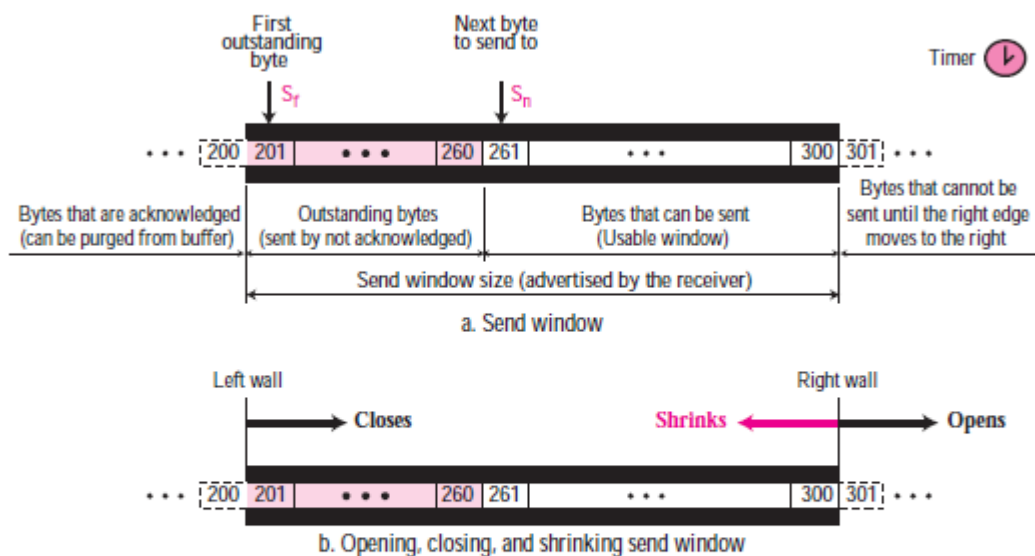 First
outstanding
byte
Next byte
to send to
Timer
Sf
Sn
• • • 200 201 • • • 260 261 • • • 300 301 • • •
Bytes that are acknowledged
(can be purged from buffer)
Outstanding bytes
(sent by not acknowledged)
Bytes that can be sent
(Usable window)
Bytes that cannot be
sent until the right edge
moves to the right
Send window size (advertised by the receiver)
a. Send window
Left wall
Right wall
Closes
Shrinks
Opens
• • • 200 201 • • • 260 261 • • • 300 301 • • •
b. Opening, closing, and shrinking send window